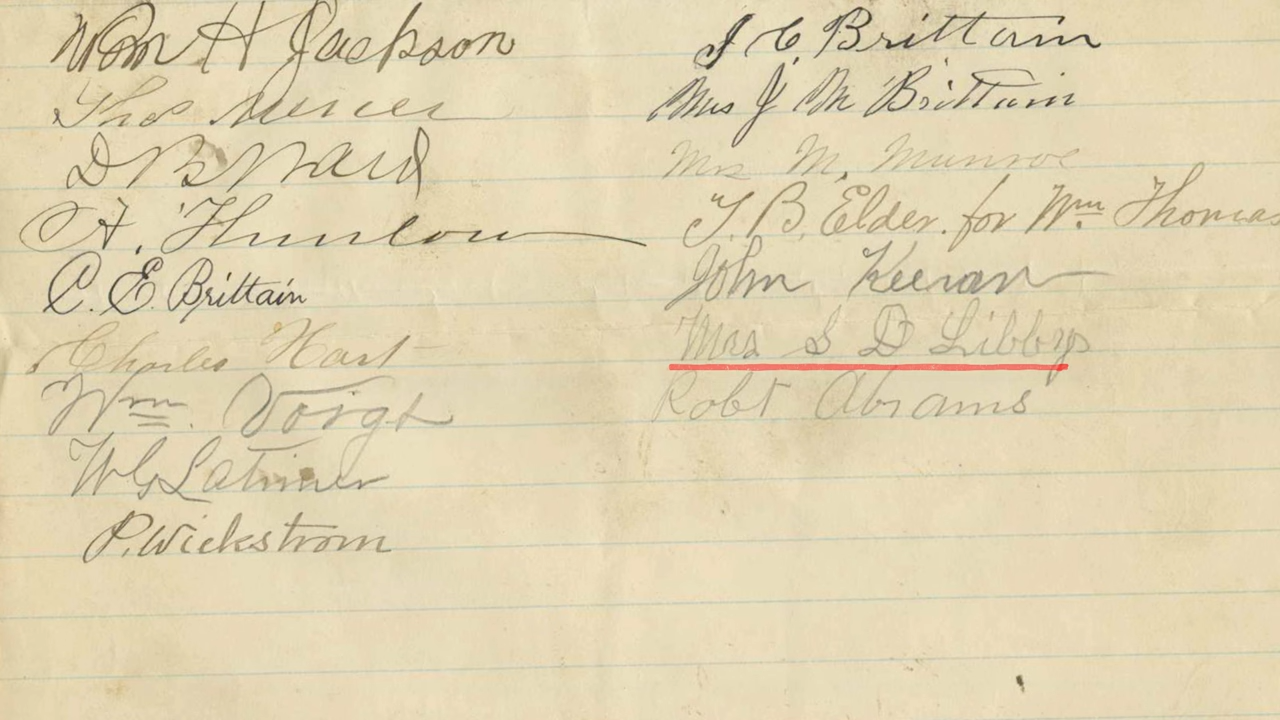 Wm H Jackson
Thos Mercer
D B Ward
A. Thurlow
C. E. Brittain
Charles Hart
Wm. Voigt
W G Latimer
P. Wickstrom
J C Brittain
Mrs J M Brittain
Mrs M. Munroe
T. B. Elder. for Wm. Thomas
John Keenan
Mrs S D Libby
Robt Abrams